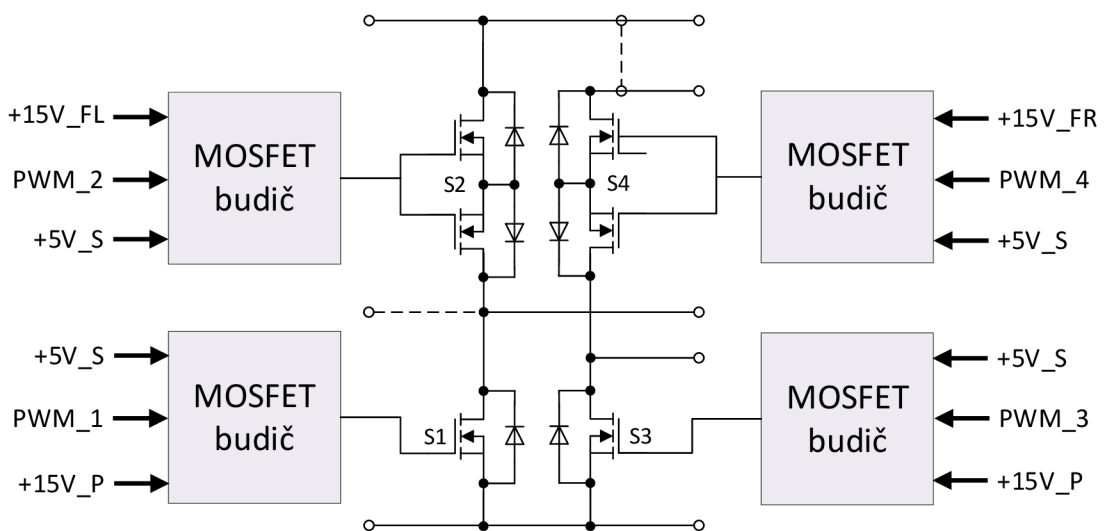 +15V_FL
PWM_2
+5V_S
MOSFET
budič
S2
S4
MOSFET
budič
+15V_FR
PWM_4
+5V_S
+5V_S
PWM_1
+15V_P
MOSFET
budič
S1
S3
MOSFET
budič
+5V_S
PWM_3
+15V_P